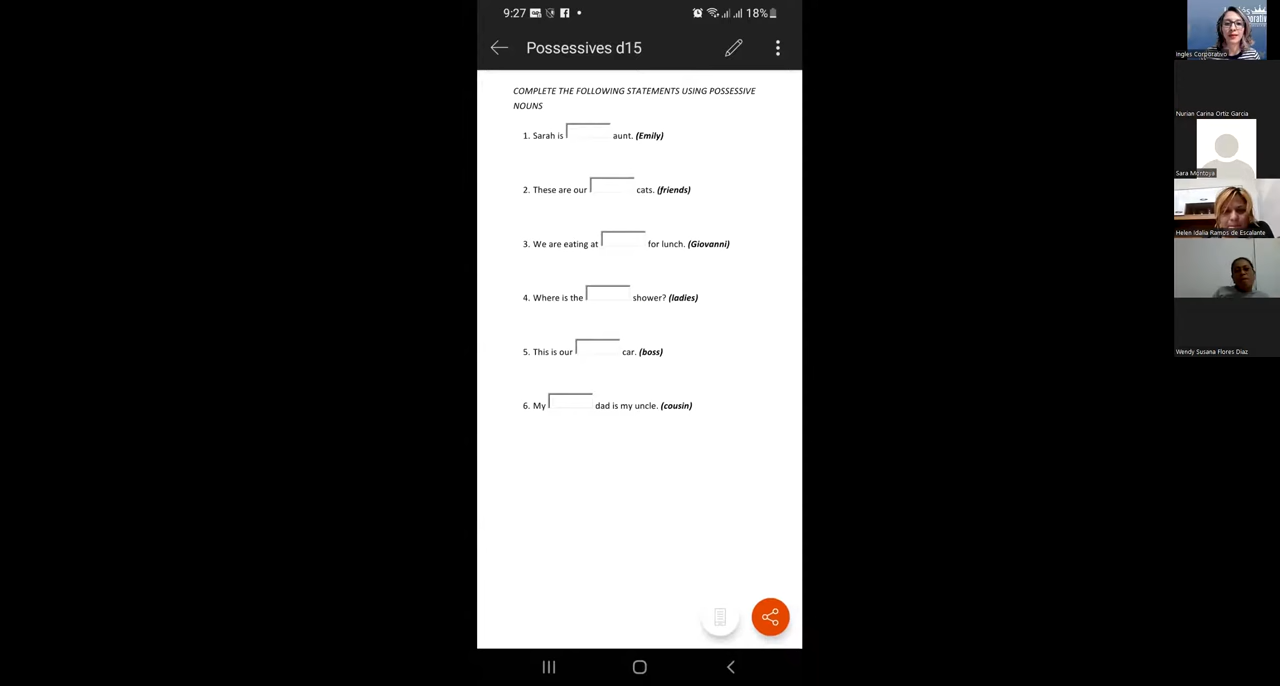 9:27
18%
Possessives d15
COMPLETE THE FOLLOWING STATEMENTS USING POSSESSIVE
NOUNS
1. Sarah is aunt. (Emily)
2. These are our cats. (friends)
3. We are eating at for lunch. (Giovanni)
4. Where is the shower? (ladies)
5. This is our car. (boss)
6. My dad is my uncle. (cousin)
Ingles Corporativo
Nurian Carina Ortiz Garcia
Sara Montoya
Helen Idalia Ramos de Escalante
Wendy Susana Flores Diaz